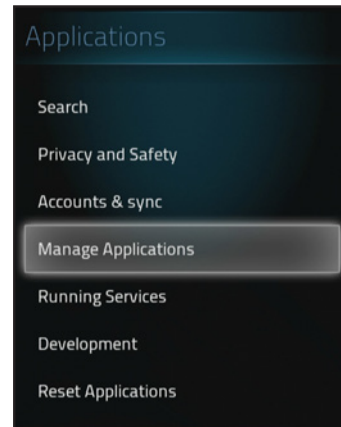 Applications
Search
Privacy and Safety
Accounts & sync
Manage Applications
Running Services
Development
Reset Applications